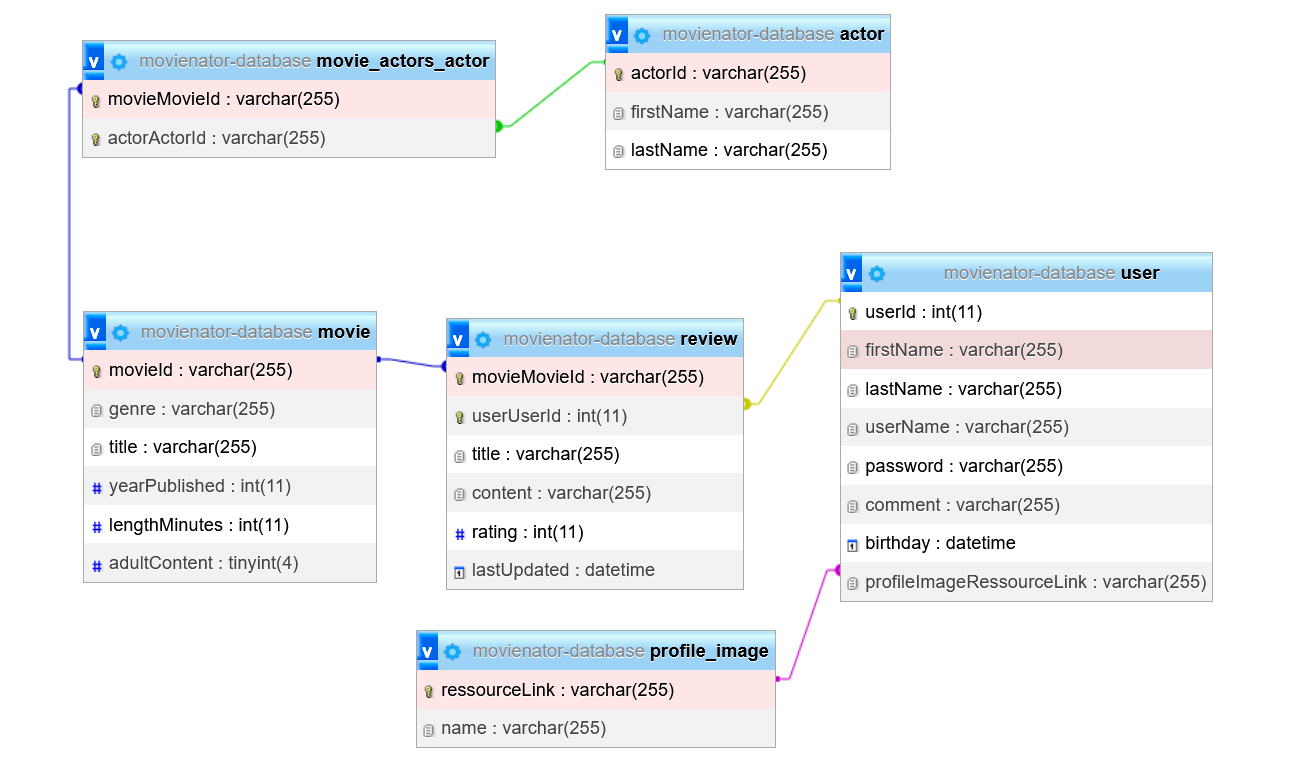 v movienator-database movie_actors_actor
movieMovieId : varchar(255)
actorActorId : varchar(255)
v movienator-database actor
actorId : varchar(255)
firstName : varchar(255)
lastName : varchar(255)
v movienator-database movie
movieId : varchar(255)
genre : varchar(255)
title : varchar(255)
# yearPublished : int(11)
# lengthMinutes : int(11)
# adultContent : tinyint(4)
v movienator-database review
movieMovieId : varchar(255)
userUserId : int(11)
title : varchar(255)
content : varchar(255)
# rating : int(11)
lastUpdated : datetime
v movienator-database user
userId : int(11)
firstName : varchar(255)
lastName : varchar(255)
userName : varchar(255)
password : varchar(255)
comment : varchar(255)
birthday : datetime
profileImageRessourceLink : varchar(255)
v movienator-database profile_image
ressourceLink : varchar(255)
name : varchar(255)